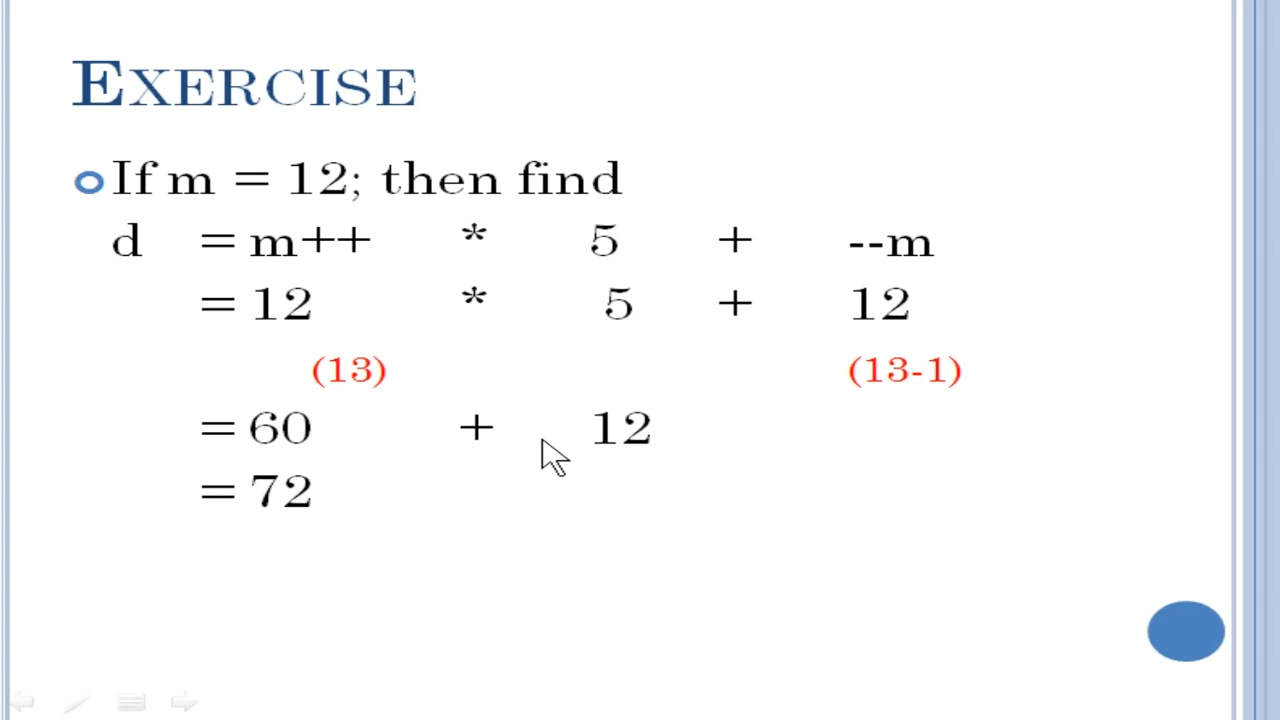 EXERCISE
If m = 12; then find
d = m++ * 5 + --m
= 12 * 5 + 12
(13) (13-1)
= 60 + 12
= 72